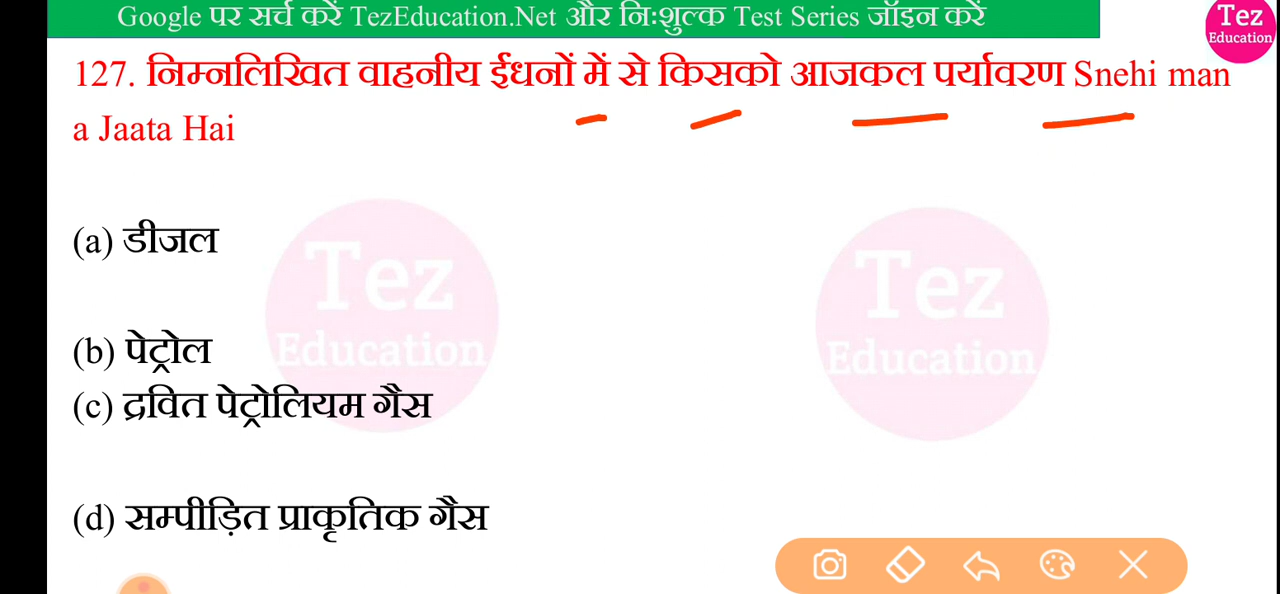 Google पर सर्च करें TezEducation.Net और निःशुल्क Test Series जॉइन करें
Tez
Education
127. निम्नलिखित वाहनीय ईधनों में से किसको आजकल पर्यावरण Snehi man
a Jaata Hai
(a) डीजल
Tez
Education
Tez
Education
(b) पेट्रोल
(c) द्रवित पेट्रोलियम गैस
(d) सम्पीड़ित प्राकृतिक गैस